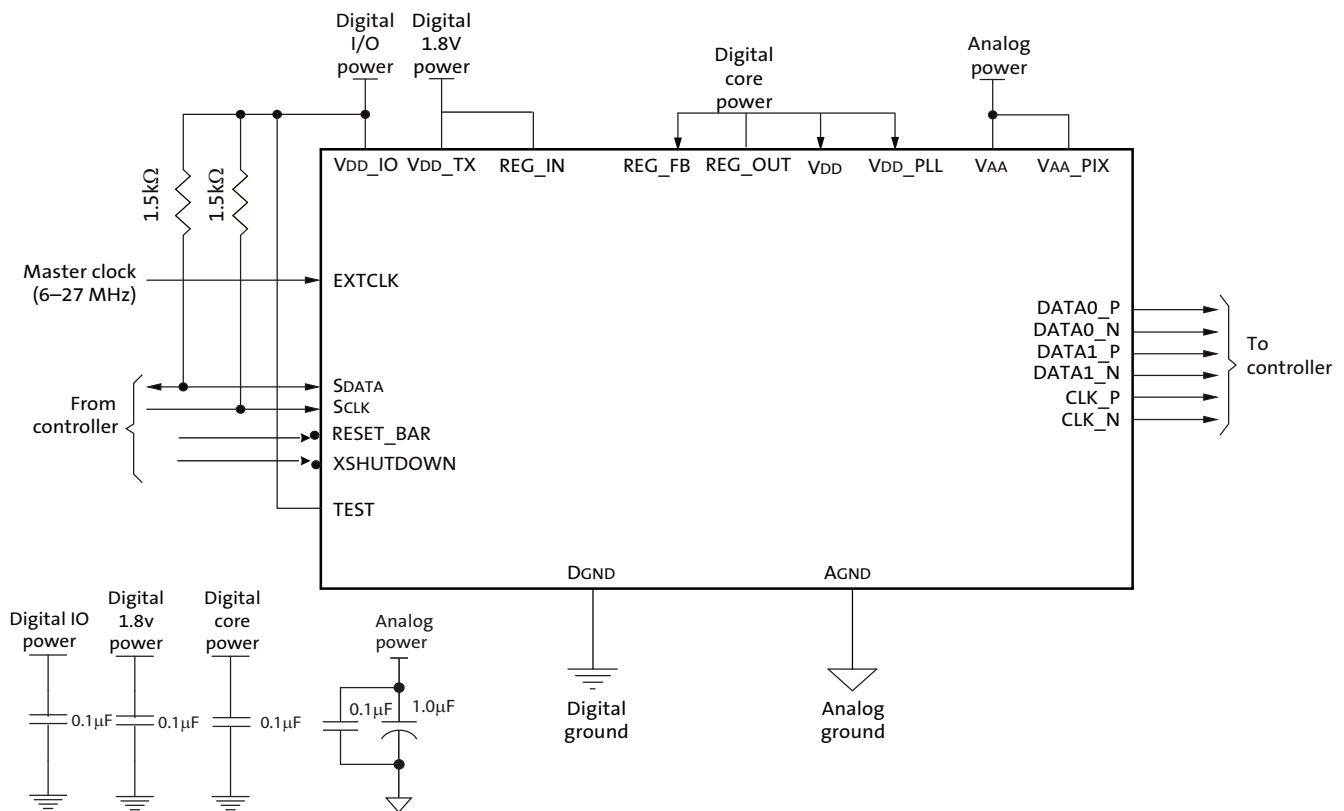 Digital
I/O
power
Digital
1.8V
power
Digital
core
power
Analog
power
VDD_IO
VDD_TX
REG_IN
REG_FB
REG_OUT
VDD
VDD_PLL
VAA
VAA_PIX
1.5kΩ
1.5kΩ
Master clock
(6–27 MHz)
EXTCLK
From
controller
SDATA
SCLK
RESET_BAR
XSHUTDOWN
TEST
DATA0_P
DATA0_N
DATA1_P
DATA1_N
CLK_P
CLK_N
To
controller
DGND
AGND
Digital
ground
Analog
ground
Digital IO
power
Digital
1.8v
power
Digital
core
power
Analog
power
0.1μF
0.1μF
0.1μF
0.1μF
1.0μF